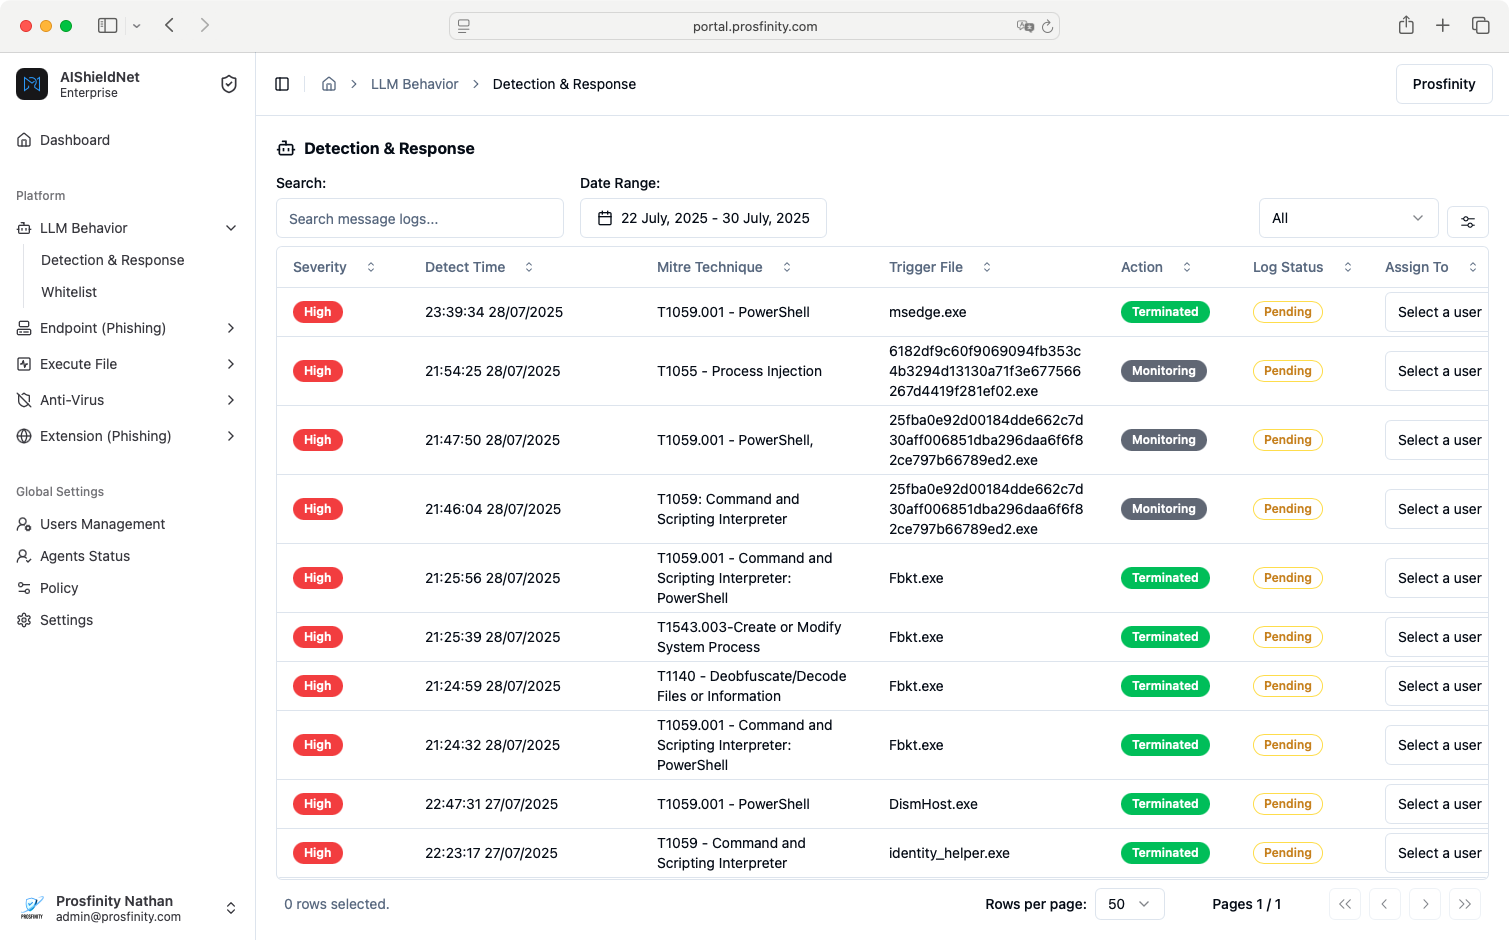 portal.prosfinity.com
AIShieldNet
Enterprise
LLM Behavior
Detection & Response
Prosfinity
Dashboard
Platform
LLM Behavior
Detection & Response
Whitelist
Endpoint (Phishing)
Execute File
Anti-Virus
Extension (Phishing)
Global Settings
Users Management
Agents Status
Policy
Settings
PROSFINITY
Prosfinity Nathan
admin@prosfinity.com
Detection & Response
Search:
Date Range:
Search message logs...
22 July, 2025 - 30 July, 2025
All
Severity Detect Time Mitre Technique Trigger File Action Log Status Assign To
High 23:39:34 28/07/2025 T1059.001 - PowerShell msedge.exe Terminated Pending Select a user
6182df9c60f9069094fb353c
High 21:54:25 28/07/2025 T1055 - Process Injection 4b3294d13130a71f3e677566 Monitoring Pending Select a user
267d4419f281ef02.exe
25fba0e92d00184dde662c7d
High 21:47:50 28/07/2025 T1059.001 - PowerShell, 30aff006851dba296daa6f6f8 Monitoring Pending Select a user
2ce797b66789ed2.exe
25fba0e92d00184dde662c7d
High 21:46:04 28/07/2025 T1059: Command and
Scripting Interpreter 30aff006851dba296daa6f6f8 Monitoring Pending Select a user
2ce797b66789ed2.exe
T1059.001 - Command and
High 21:25:56 28/07/2025 Scripting Interpreter: Fbkt.exe Terminated Pending Select a user
PowerShell
High 21:25:39 28/07/2025 T1543.003-Create or Modify
System Process Fbkt.exe Terminated Pending Select a user
High 21:24:59 28/07/2025 T1140 - Deobfuscate/Decode
Files or Information Fbkt.exe Terminated Pending Select a user
T1059.001 - Command and
High 21:24:32 28/07/2025 Scripting Interpreter: Fbkt.exe Terminated Pending Select a user
PowerShell
High 22:47:31 27/07/2025 T1059.001 - PowerShell DismHost.exe Terminated Pending Select a user
High 22:23:17 27/07/2025 T1059 - Command and
Scripting Interpreter identity_helper.exe Terminated Pending Select a user
0 rows selected.
Rows per page: 50
Pages 1 / 1